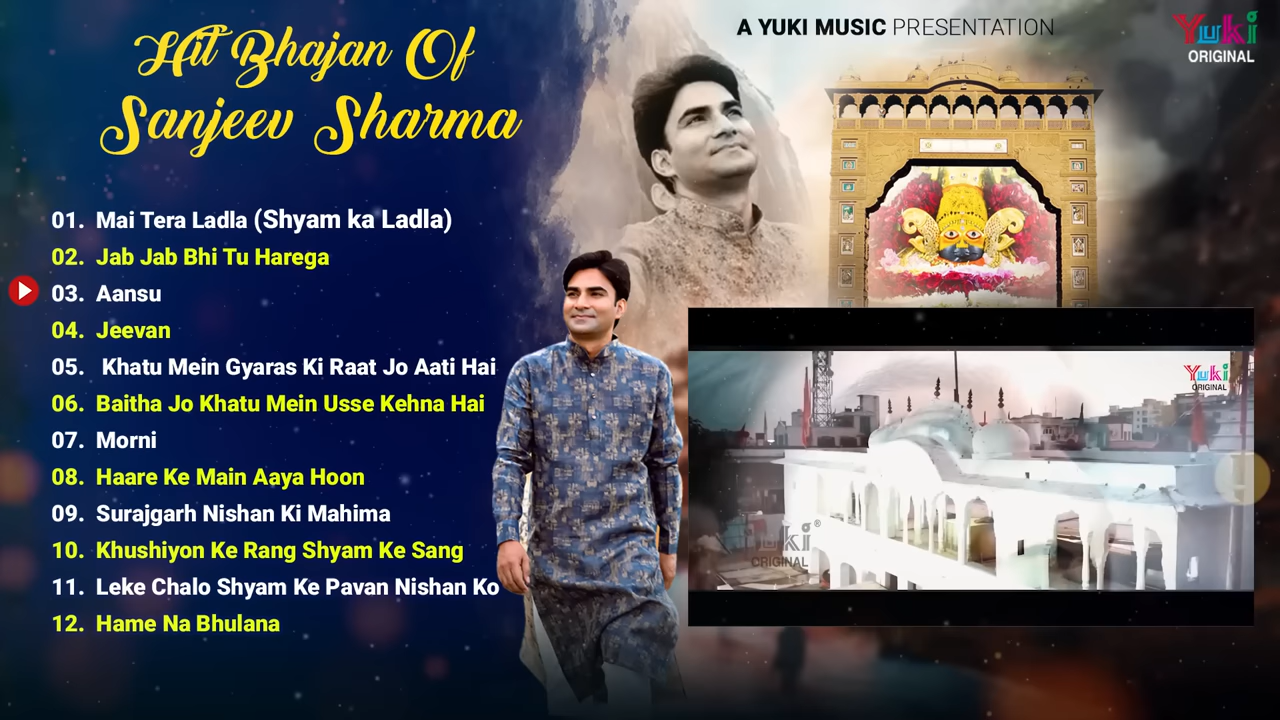 Hit Bhajan Of
Sanjeev Sharma
A YUKI MUSIC PRESENTATION
Yuki
ORIGINAL
01. Mai Tera Ladla (Shyam ka Ladla)
02. Jab Jab Bhi Tu Harega
03. Aansu
04. Jeevan
05. Khatu Mein Gyaras Ki Raat Jo Aati Hai
06. Baitha Jo Khatu Mein Usse Kehna Hai
07. Morni
08. Haare Ke Main Aaya Hoon
09. Surajgarh Nishan Ki Mahima
10. Khushiyon Ke Rang Shyam Ke Sang
11. Leke Chalo Shyam Ke Pavan Nishan Ko
12. Hame Na Bhulana
Yuki
ORIGINAL
Yuki®
ORIGINAL